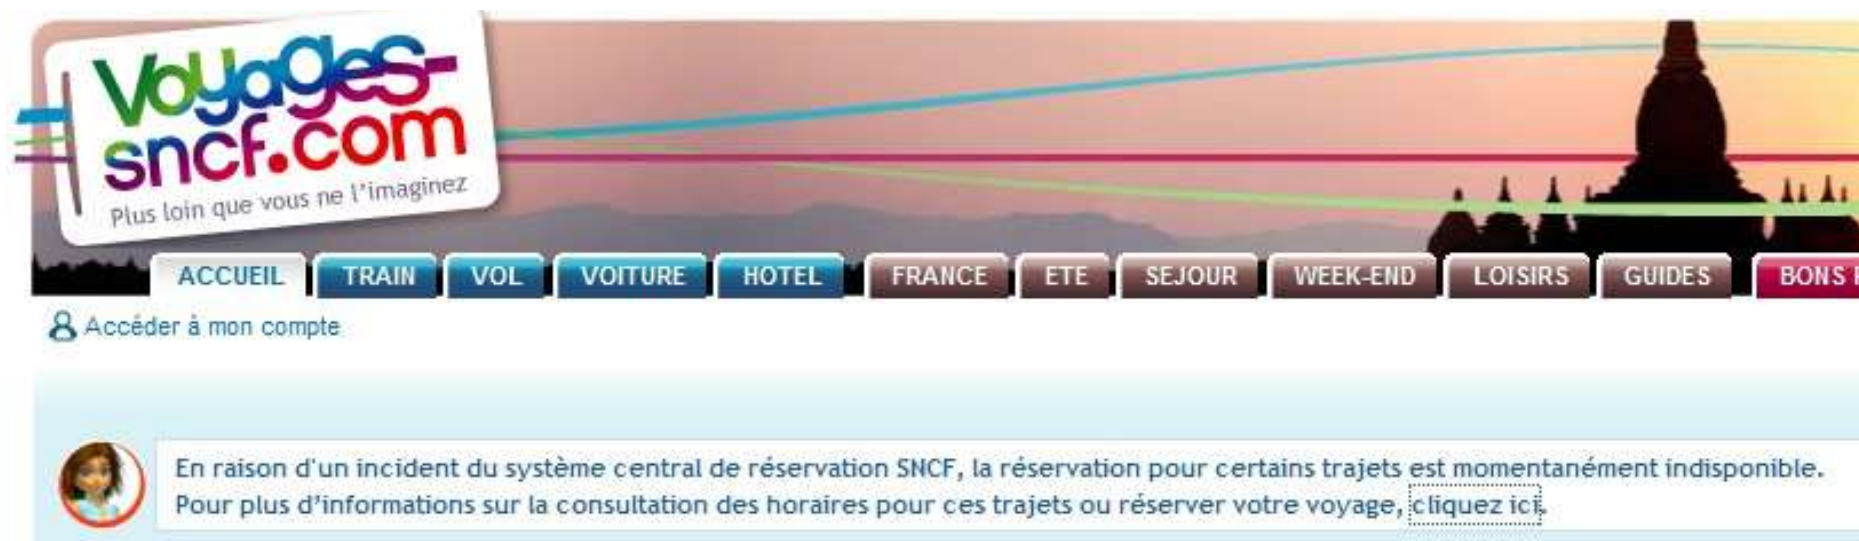 Voyages-
sncf.com
Plus loin que vous ne l'imaginez
ACCUEIL TRAIN VOL VOITURE HOTEL FRANCE ETE SEJOUR WEEK-END LOISIRS GUIDES BONS
Accéder à mon compte
En raison d'un incident du système central de réservation SNCF, la réservation pour certains trajets est momentanément indisponible.
Pour plus d’informations sur la consultation des horaires pour ces trajets ou réserver votre voyage, cliquez ici.